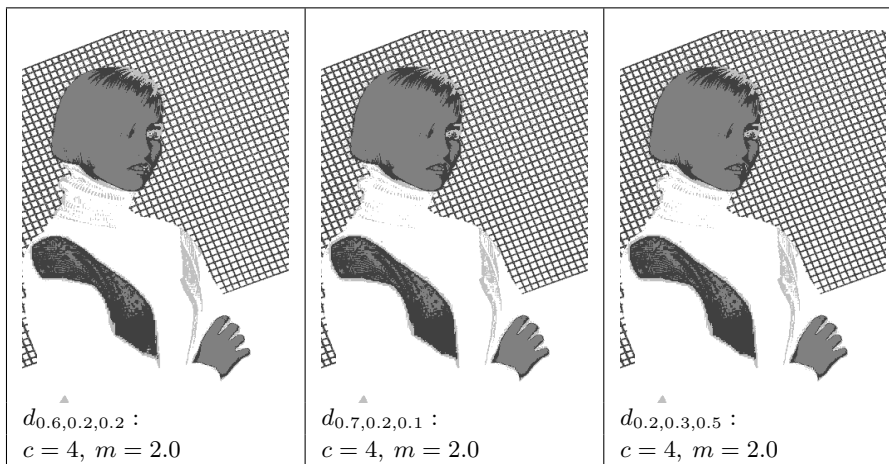 d0.6,0.2,0.2 :
c = 4, m = 2.0
d0.7,0.2,0.1 :
c = 4, m = 2.0
d0.2,0.3,0.5 :
c = 4, m = 2.0